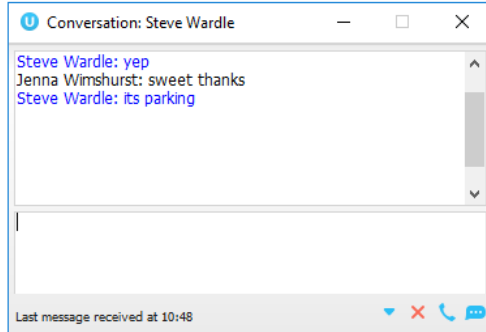 U Conversation: Steve Wardle
Steve Wardle: yep
Jenna Wimshurst: sweet thanks
Steve Wardle: its parking
Last message received at 10:48